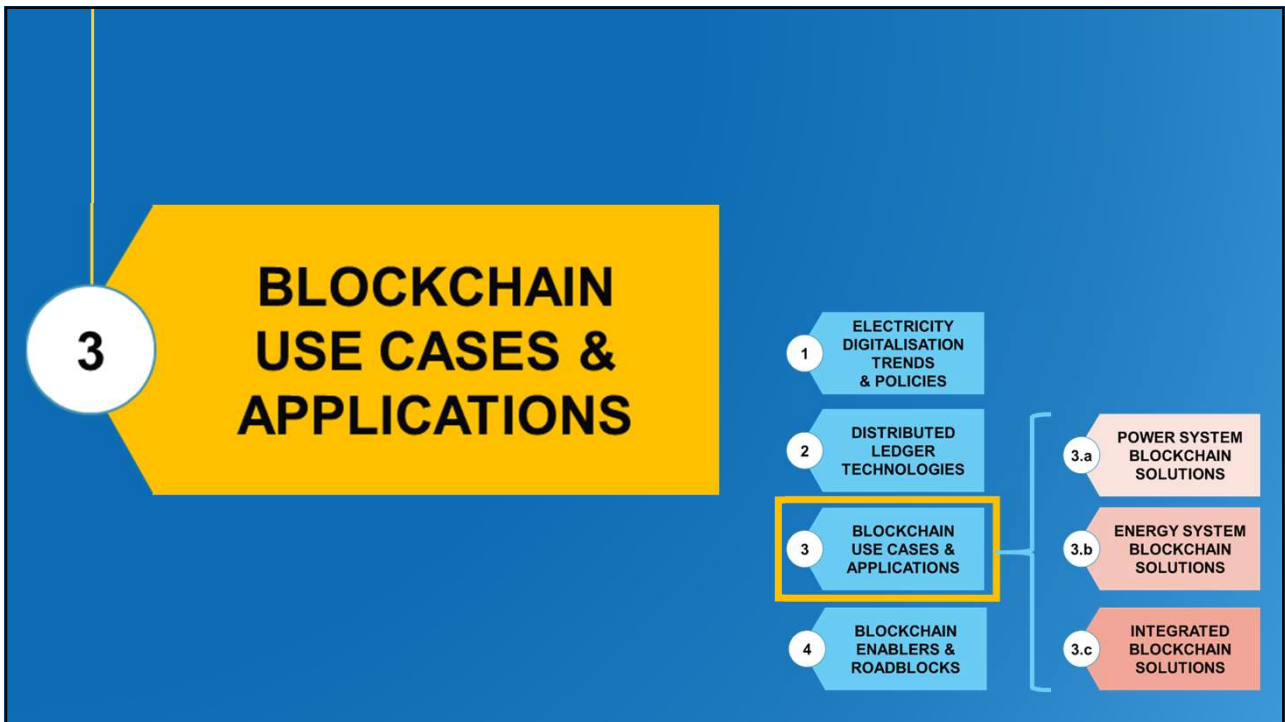 3
BLOCKCHAIN
USE CASES &
APPLICATIONS
1
ELECTRICITY
DIGITALISATION
TRENDS
& POLICIES
2
DISTRIBUTED
LEDGER
TECHNOLOGIES
3
BLOCKCHAIN
USE CASES &
APPLICATIONS
4
BLOCKCHAIN
ENABLERS &
ROADBLOCKS
3.a
POWER SYSTEM
BLOCKCHAIN
SOLUTIONS
3.b
ENERGY SYSTEM
BLOCKCHAIN
SOLUTIONS
3.c
INTEGRATED
BLOCKCHAIN
SOLUTIONS